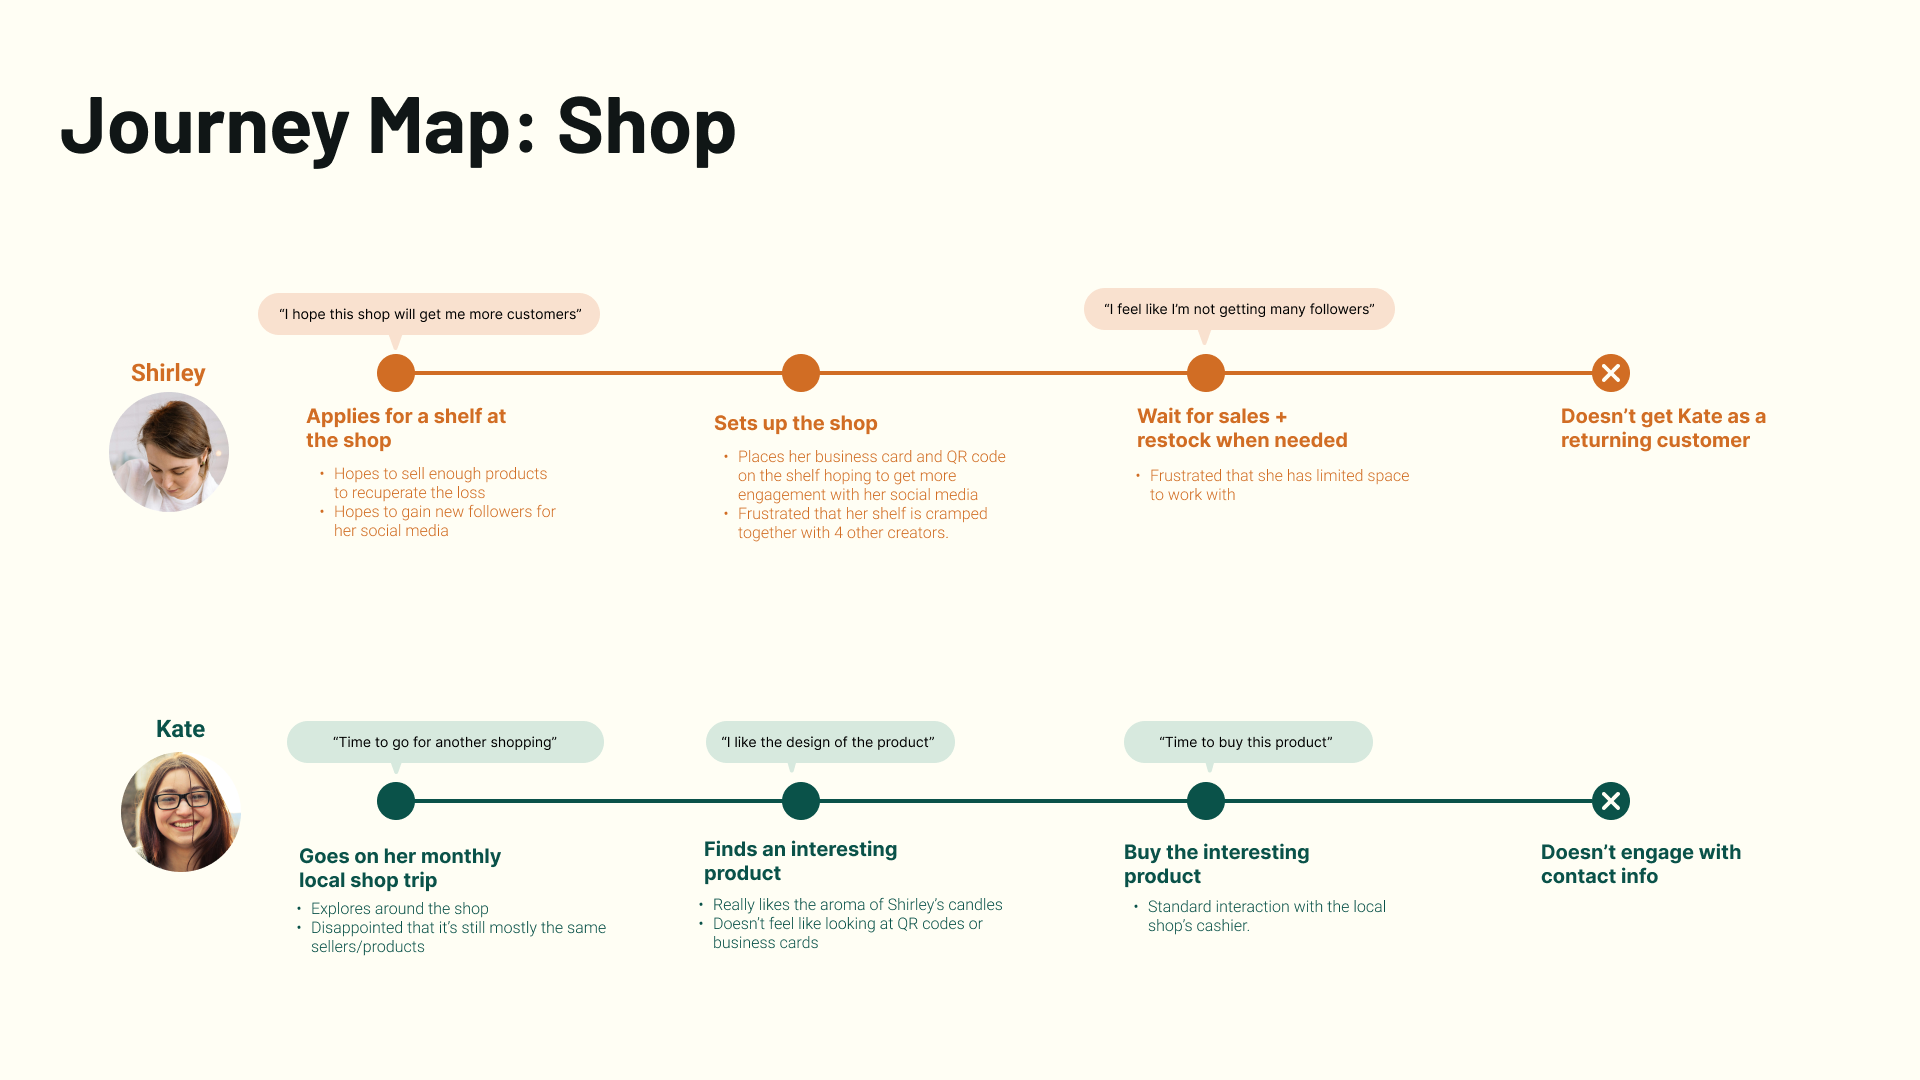 Journey Map: Shop
“I hope this shop will get me more customers”
“I feel like I’m not getting many followers”
Shirley
Applies for a shelf at
the shop
• Hopes to sell enough products
to recuperate the loss
• Hopes to gain new followers for
her social media
Sets up the shop
• Places her business card and QR code
on the shelf hoping to get more
engagement with her social media
• Frustrated that her shelf is cramped
together with 4 other creators.
Wait for sales +
restock when needed
• Frustrated that she has limited space
to work with
Doesn’t get Kate as a
returning customer
Kate
“Time to go for another shopping”
“I like the design of the product”
“Time to buy this product”
Goes on her monthly
local shop trip
• Explores around the shop
• Disappointed that it’s still mostly the same
sellers/products
Finds an interesting
product
• Really likes the aroma of Shirley’s candles
• Doesn’t feel like looking at QR codes or
business cards
Buy the interesting
product
• Standard interaction with the local
shop’s cashier.
Doesn’t engage with
contact info